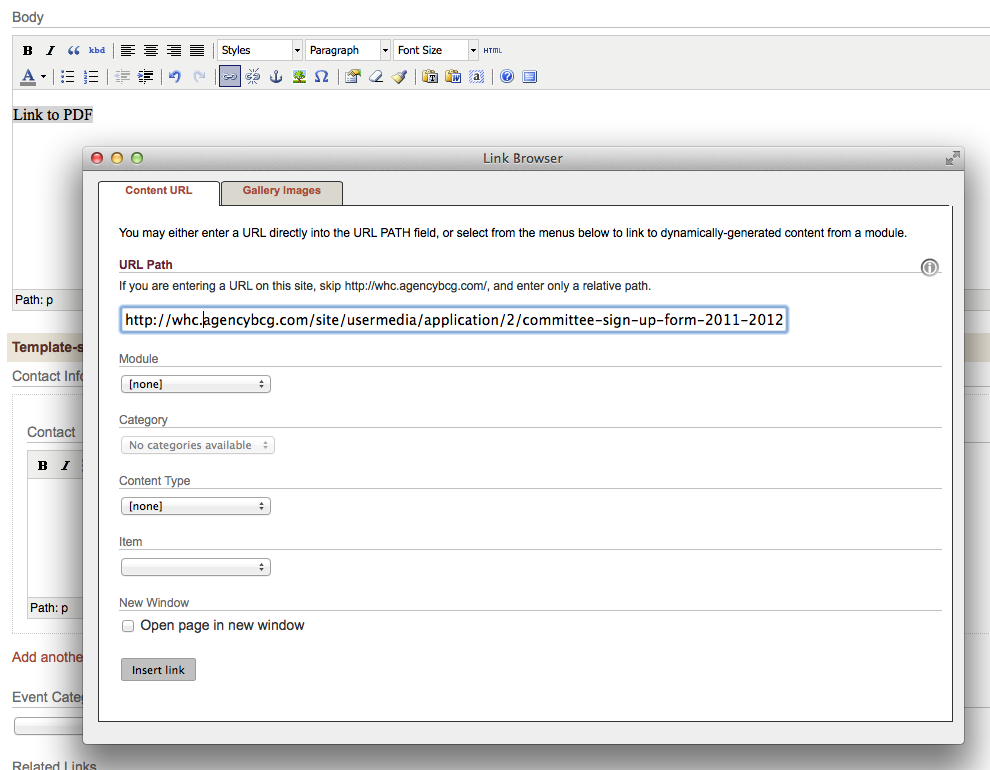 Body
B I “ kbd Styles Paragraph Font Size HTML
A Ω T W a ?
Link to PDF
Link Browser
Content URL Gallery Images
You may either enter a URL directly into the URL PATH field, or select from the menus below to link to dynamically-generated content from a module.
URL Path
If you are entering a URL on this site, skip http://whc.agencybcg.com/, and enter only a relative path.
http://whc.agencybcg.com/site/usermedia/application/2/committee-sign-up-form-2011-2012
Module
[none]
Category
No categories available
Content Type
[none]
Item
New Window
Open page in new window
Insert link
Path: p
Template-s
Contact Info
Contact
B I
Path: p
Add anothe
Event Categ
Related Links